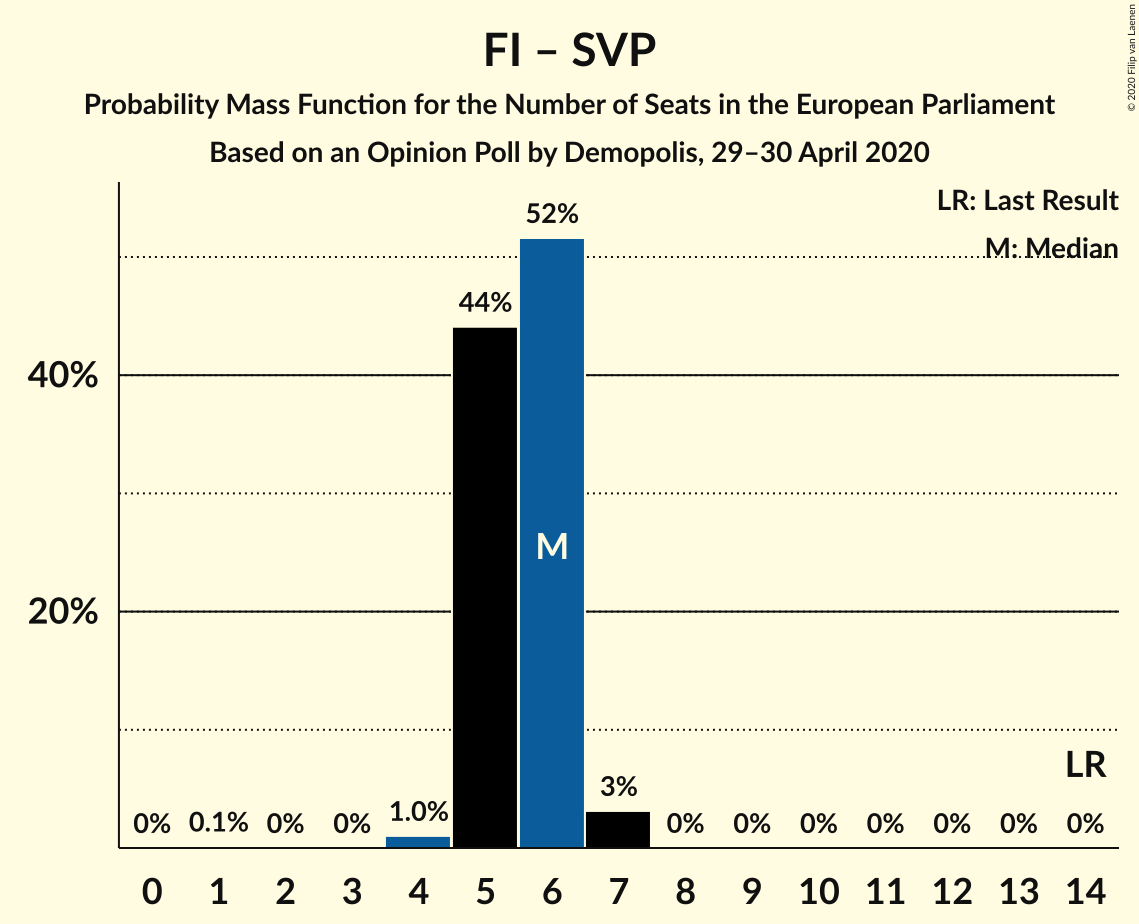 FI – SVP
Probability Mass Function for the Number of Seats in the European Parliament
Based on an Opinion Poll by Demopolis, 29–30 April 2020
© 2020 Filip van Laenen
LR: Last Result
M: Median
52%
44%
40%
M
20%
LR
3%
1.0%
0% 0.1% 0% 0% 0% 0% 0% 0% 0% 0% 0%
0 1 2 3 4 5 6 7 8 9 10 11 12 13 14